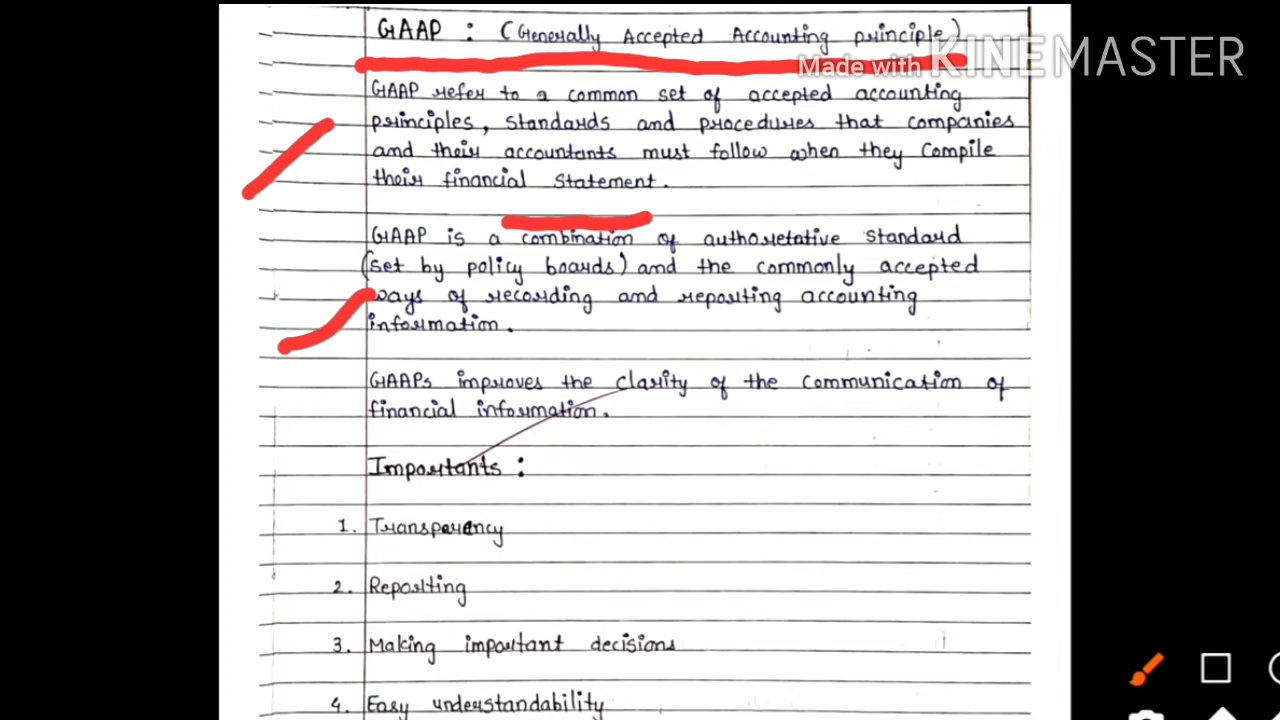 GAAP : (Generally Accepted Accounting principle)
Made with KINEMASTER
GAAP refer to a common set of accepted accounting
principles, standards and procedures that companies
and their accountants must follow when they compile
their financial statement.
GAAP is a combination of authoretative standard
(set by policy boards) and the commonly accepted
ways of recording and reporting accounting
information.
GAAPs improves the clarity of the communication of
financial information.
Importants :
1. Transparency
2. Reporting
3. Making important decisions
4. Easy understandability